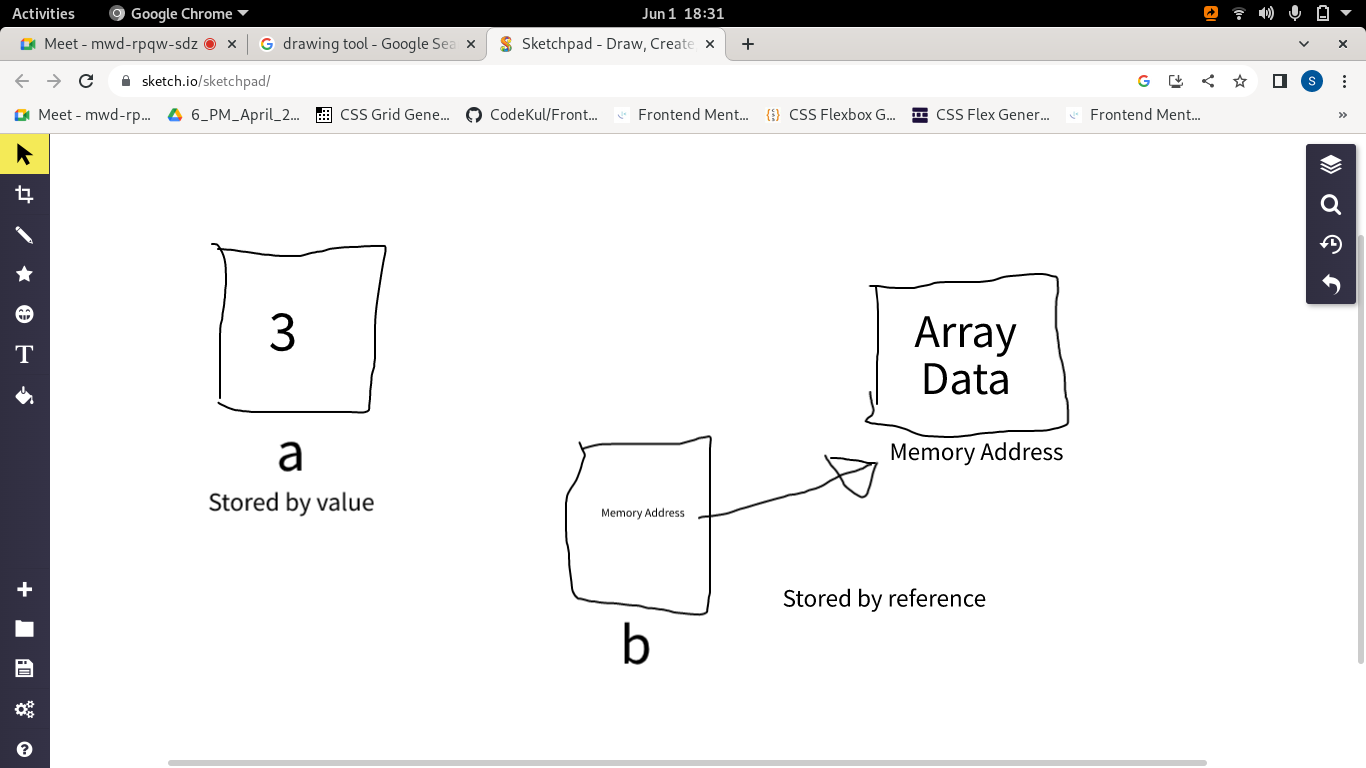 Activities
Google Chrome
Jun 1 18:31
Meet - mwd-rpqw-sdz
drawing tool - Google Sea
Sketchpad - Draw, Create,
sketch.io/sketchpad/
S
Meet - mwd-rp...
6_PM_April_2...
CSS Grid Gene...
CodeKul/Front...
Frontend Ment...
CSS Flexbox G...
CSS Flex Gener...
Frontend Ment...
»
T
3
a
Stored by value
Array
Data
Memory Address
Memory Address
Stored by reference
b